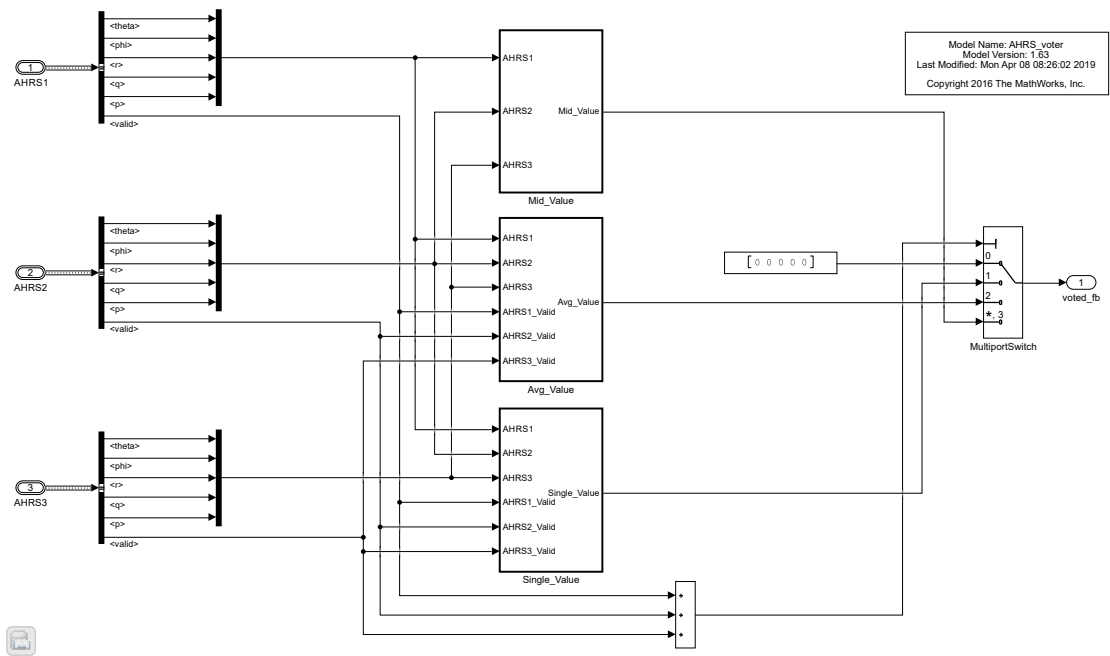 1
AHRS1
<theta>
<phi>
<r>
<q>
<p>
<valid>
2
AHRS2
<theta>
<phi>
<r>
<q>
<p>
<valid>
3
AHRS3
<theta>
<phi>
<r>
<q>
<p>
<valid>
AHRS1
AHRS2
AHRS3
Mid_Value
Mid_Value
AHRS1
AHRS2
AHRS3
AHRS1_Valid
AHRS2_Valid
AHRS3_Valid
Avg_Value
Avg_Value
AHRS1
AHRS2
AHRS3
AHRS1_Valid
AHRS2_Valid
AHRS3_Valid
Single_Value
Single_Value
+
+
+
Model Name: AHRS_voter
Model Version: 1.63
Last Modified: Mon Apr 08 08:26:02 2019
Copyright 2016 The MathWorks, Inc.
[0 0 0 0 0]
0
1
2
*, 3
MultiportSwitch
1
voted_fb